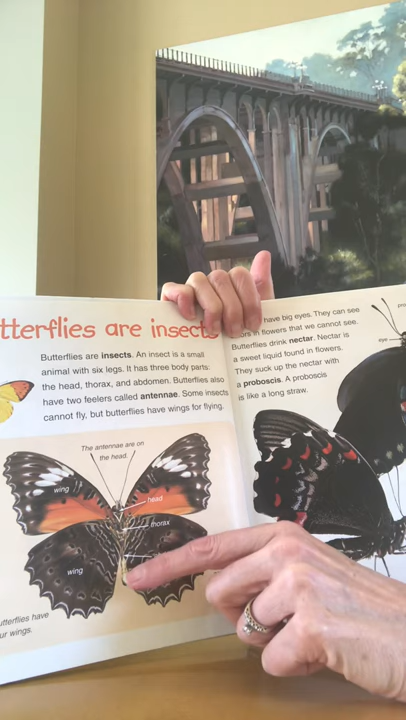 tterflies are insects
Butterflies are insects. An insect is a small
animal with six legs. It has three body parts:
the head, thorax, and abdomen. Butterflies also
have two feelers called antennae. Some insects
cannot fly, but butterflies have wings for flying.
The antennae are on
the head.
wing
head
thorax
wing
utterflies have
ur wings.
have big eyes. They can see
ors in flowers that we cannot see.
Butterflies drink nectar. Nectar is
a sweet liquid found in flowers.
They suck up the nectar with
a proboscis. A proboscis
is like a long straw.
pro
eye